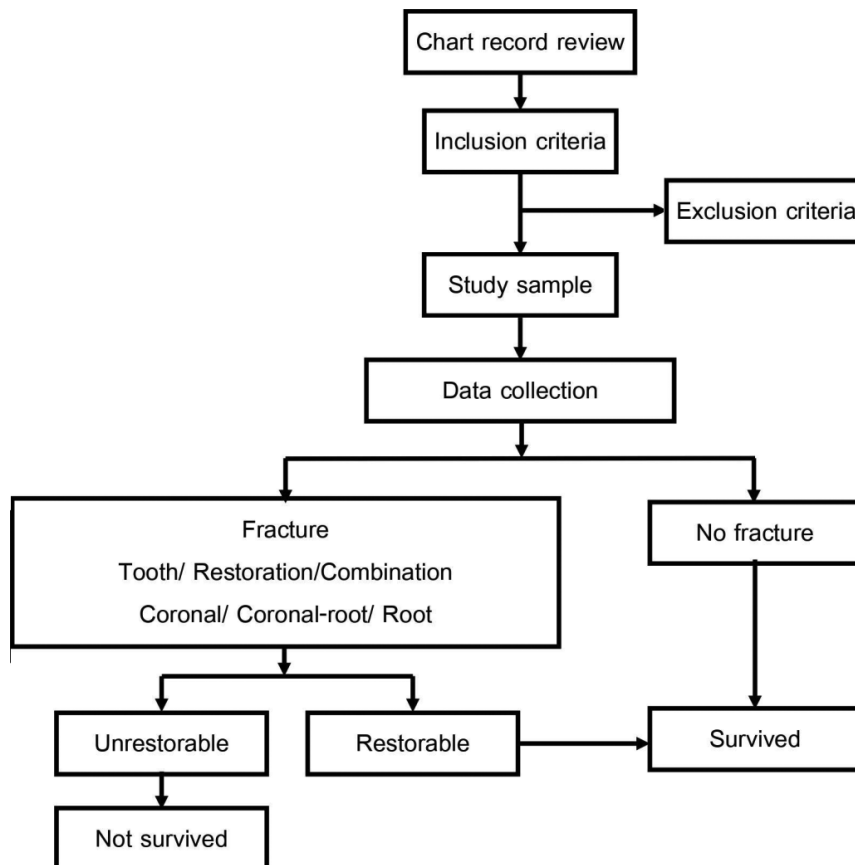 Chart record review
Inclusion criteria
Exclusion criteria
Study sample
Data collection
Fracture
Tooth/ Restoration/Combination
Coronal/ Coronal-root/ Root
No fracture
Unrestorable
Restorable
Survived
Not survived